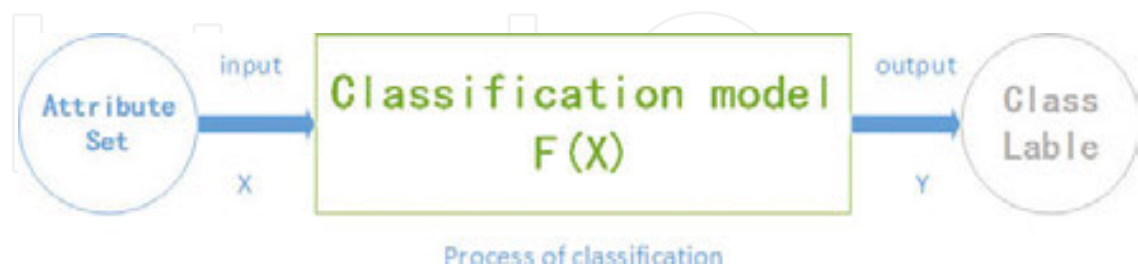 input
output
Attribute
Set
Classification model
F(X)
Class
Lable
X
Y
Process of classification